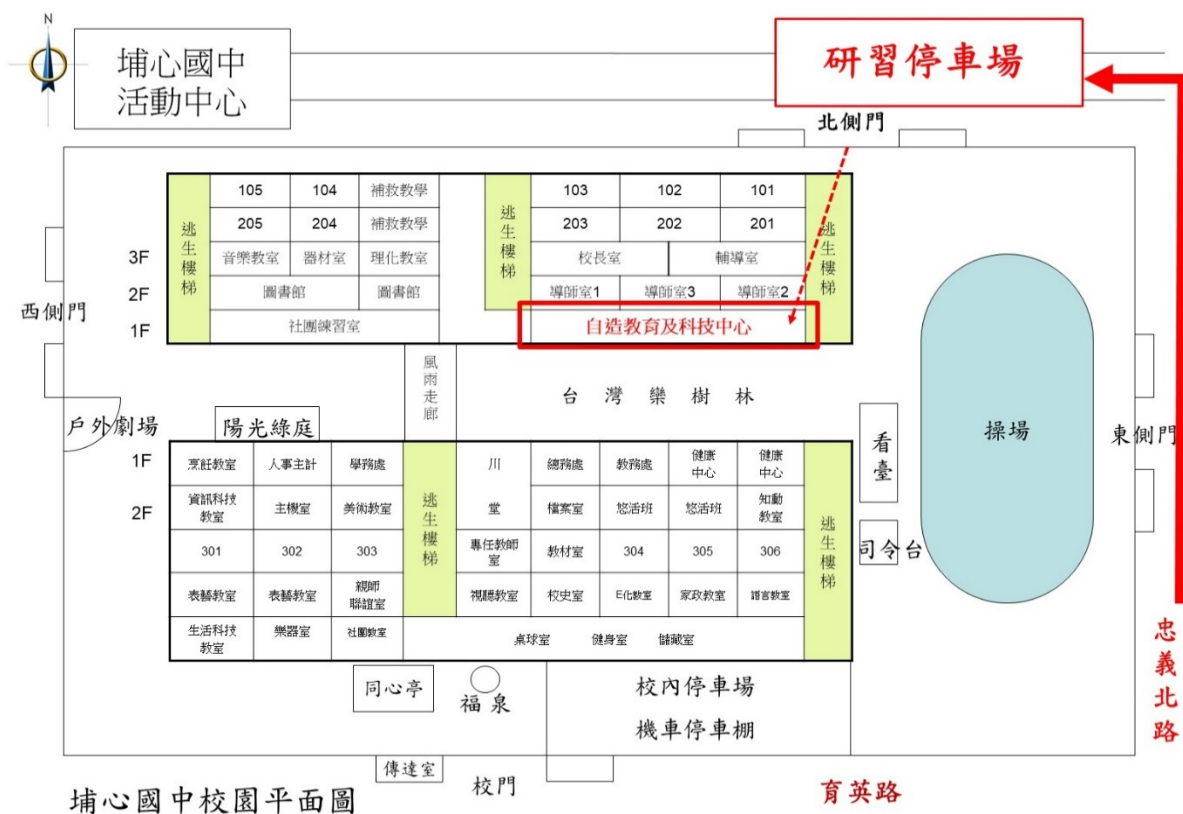 N
埔心國中
活動中心
研習停車場
北側門
逃生樓梯
105 104 補救教學
逃生樓梯
103 102 101
逃生樓梯
205 204 補救教學
203 202 201
3F
音樂教室 器材室 理化教室
校長室 輔導室
2F
圖書館 圖書館
導師室1 導師室3 導師室2
1F
社團練習室
自造教育及科技中心
西側門
風雨走廊
台灣欒樹林
戶外劇場
陽光綠庭
看臺
操場
東側門
1F
烹飪教室 人事主計 學務處
逃生樓梯
川堂
總務處 教務處 健康中心 健康中心
逃生樓梯
2F
資訊科技教室 主機室 美術教室
檔案室 悠活班 悠活班 知動教室
301 302 303
專任教師室 教材室 304 305 306
司令台
表藝教室 表藝教室 親師聯誼室
視聽教室 校史室 E化教室 家政教室 語言教室
生活科技教室 樂器室 社團教室
桌球室 健身室 儲藏室
忠義北路
同心亭
福泉
校內停車場
機車停車棚
傳達室
校門
育英路
埔心國中校園平面圖